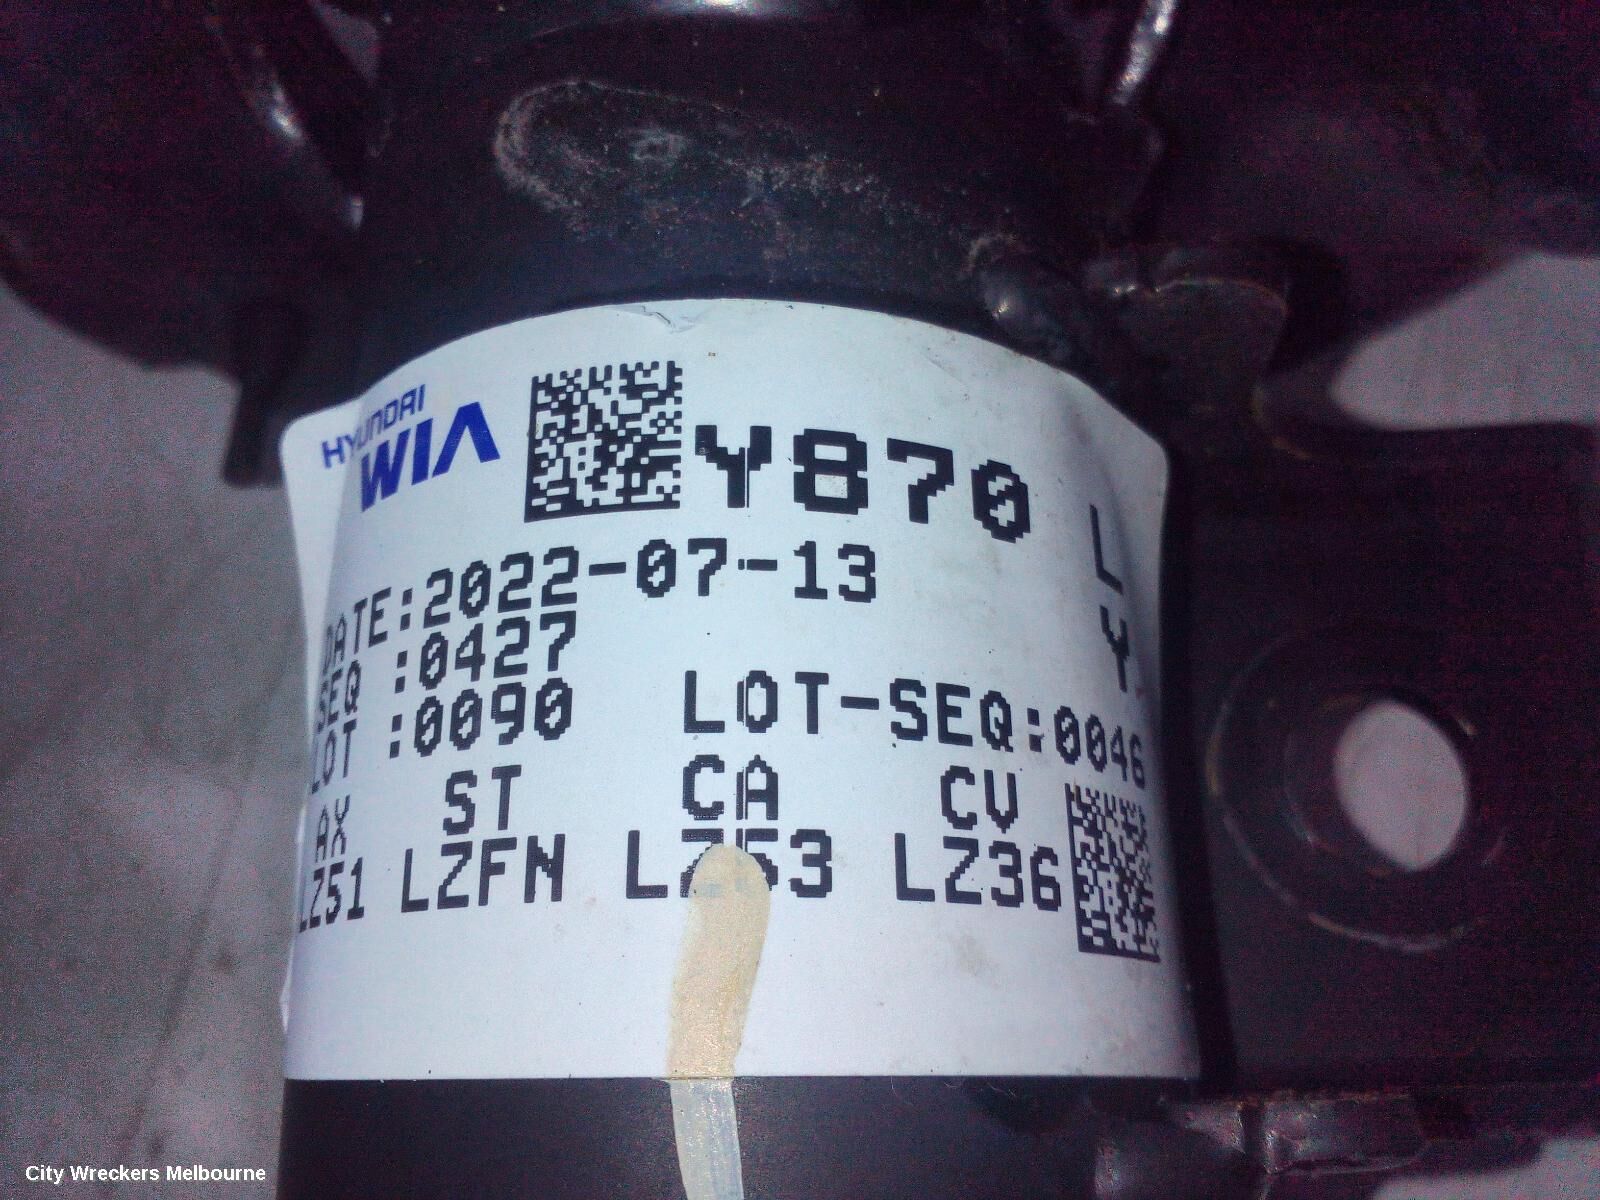 HYUNDAI
WIA
Y870
L
Y
DATE:2022-07-13
SEQ :0427
LOT :0090 LOT-SEQ:0046
AX ST CA CV
LZ51 LZFN LZ53 LZ36
City Wreckers Melbourne